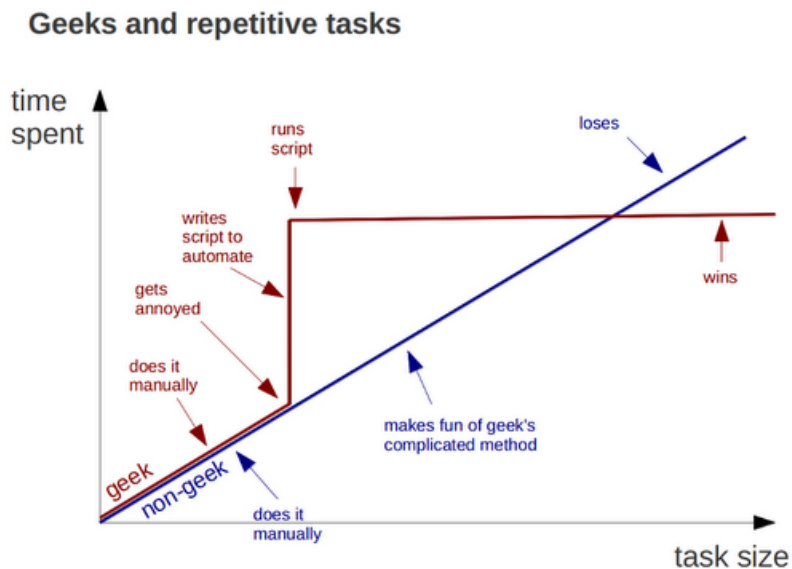 Geeks and repetitive tasks
time
spent
runs
script
loses
writes
script to
automate
gets
annoyed
wins
does it
manually
makes fun of geek's
complicated method
geek
non-geek
does it
manually
task size